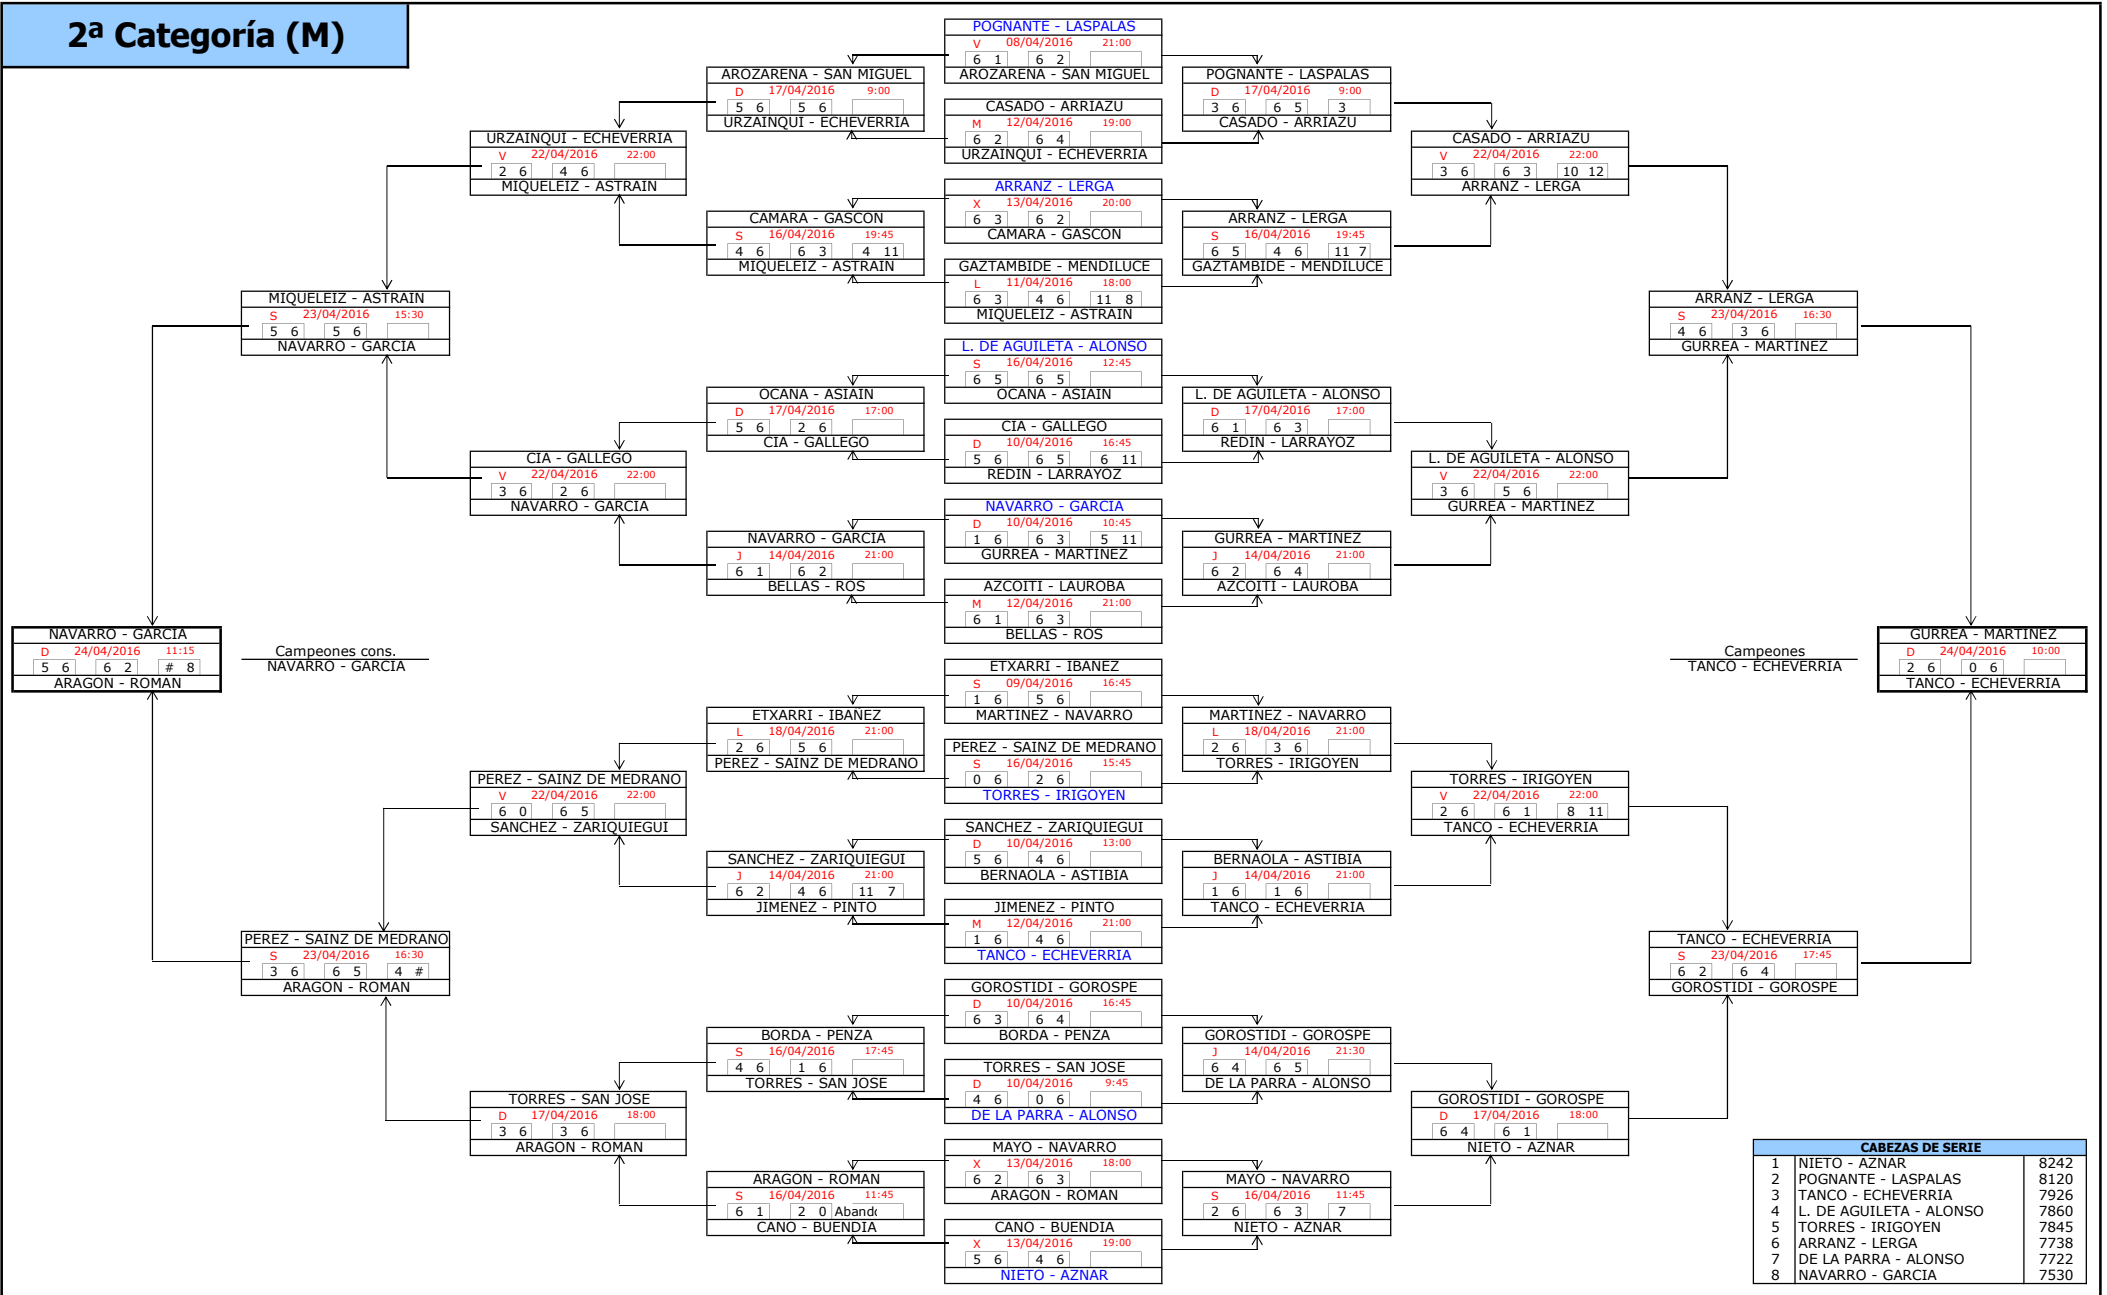 2ª Categoría (M)
POGNANTE - LASPALAS
V 08/04/2016 21:00
6 1 6 2
AROZARENA - SAN MIGUEL
CASADO - ARRIAZU
M 12/04/2016 19:00
6 2 6 4
URZAINQUI - ECHEVERRIA
ARRANZ - LERGA
X 13/04/2016 20:00
6 3 6 2
CAMARA - GASCON
GAZTAMBIDE - MENDILUCE
L 11/04/2016 18:00
6 3 4 6 11 8
MIQUELEIZ - ASTRAIN
L. DE AGUILETA - ALONSO
S 16/04/2016 12:45
6 5 6 5
OCAÑA - ASIAIN
CIA - GALLEGO
D 10/04/2016 16:45
5 6 6 5 6 11
REDIN - LARRAYOZ
NAVARRO - GARCIA
D 10/04/2016 10:45
1 6 6 3 5 11
GURREA - MARTINEZ
AZCOITI - LAUROBA
M 12/04/2016 21:00
6 1 6 3
BELLAS - ROS
ETXARRI - IBAÑEZ
S 09/04/2016 16:45
1 6 5 6
MARTINEZ - NAVARRO
PEREZ - SAINZ DE MEDRANO
S 16/04/2016 15:45
0 6 2 6
TORRES - IRIGOYEN
SANCHEZ - ZARIQUIEGUI
D 10/04/2016 13:00
5 6 4 6
BERNAOLA - ASTIBIA
JIMENEZ - PINTO
M 12/04/2016 21:00
1 6 4 6
TANCO - ECHEVERRIA
GOROSTIDI - GOROSPE
D 10/04/2016 16:45
6 3 6 4
BORDA - PENZA
TORRES - SAN JOSE
D 10/04/2016 9:45
4 6 0 6
DE LA PARRA - ALONSO
MAYO - NAVARRO
X 13/04/2016 18:00
6 2 6 3
ARAGON - ROMAN
CANO - BUENDIA
X 13/04/2016 19:00
5 6 4 6
NIETO - AZNAR
AROZARENA - SAN MIGUEL
D 17/04/2016 9:00
5 6 5 6
URZAINQUI - ECHEVERRIA
CAMARA - GASCON
S 16/04/2016 19:45
4 6 6 3 4 11
MIQUELEIZ - ASTRAIN
OCAÑA - ASIAIN
D 17/04/2016 17:00
5 6 2 6
CIA - GALLEGO
NAVARRO - GARCIA
J 14/04/2016 21:00
6 1 6 2
BELLAS - ROS
ETXARRI - IBAÑEZ
L 18/04/2016 21:00
2 6 5 6
PEREZ - SAINZ DE MEDRANO
SANCHEZ - ZARIQUIEGUI
J 14/04/2016 21:00
6 2 4 6 11 7
JIMENEZ - PINTO
BORDA - PENZA
S 16/04/2016 17:45
4 6 1 6
TORRES - SAN JOSE
ARAGON - ROMAN
S 16/04/2016 11:45
6 1 2 0 Aband
CANO - BUENDIA
URZAINQUI - ECHEVERRIA
V 22/04/2016 22:00
2 6 4 6
MIQUELEIZ - ASTRAIN
CIA - GALLEGO
V 22/04/2016 22:00
3 6 2 6
NAVARRO - GARCIA
PEREZ - SAINZ DE MEDRANO
V 22/04/2016 22:00
6 0 6 5
SANCHEZ - ZARIQUIEGUI
TORRES - SAN JOSE
D 17/04/2016 18:00
3 6 3 6
ARAGON - ROMAN
MIQUELEIZ - ASTRAIN
S 23/04/2016 15:30
5 6 5 6
NAVARRO - GARCIA
PEREZ - SAINZ DE MEDRANO
S 23/04/2016 16:30
3 6 6 5 4 #
ARAGON - ROMAN
NAVARRO - GARCIA
D 24/04/2016 11:15
5 6 6 2 # 8
ARAGON - ROMAN
Campeones cons.
NAVARRO - GARCIA
POGNANTE - LASPALAS
D 17/04/2016 9:00
3 6 6 5 3
CASADO - ARRIAZU
ARRANZ - LERGA
S 16/04/2016 19:45
6 5 4 6 11 7
GAZTAMBIDE - MENDILUCE
L. DE AGUILETA - ALONSO
D 17/04/2016 17:00
6 1 6 3
REDIN - LARRAYOZ
GURREA - MARTINEZ
J 14/04/2016 21:00
6 2 6 4
AZCOITI - LAUROBA
MARTINEZ - NAVARRO
L 18/04/2016 21:00
2 6 3 6
TORRES - IRIGOYEN
BERNAOLA - ASTIBIA
J 14/04/2016 21:00
1 6 1 6
TANCO - ECHEVERRIA
GOROSTIDI - GOROSPE
J 14/04/2016 21:30
6 4 6 5
DE LA PARRA - ALONSO
MAYO - NAVARRO
S 16/04/2016 11:45
2 6 6 3 7
NIETO - AZNAR
CASADO - ARRIAZU
V 22/04/2016 22:00
3 6 6 3 10 12
ARRANZ - LERGA
L. DE AGUILETA - ALONSO
V 22/04/2016 22:00
3 6 5 6
GURREA - MARTINEZ
TORRES - IRIGOYEN
V 22/04/2016 22:00
2 6 6 1 8 11
TANCO - ECHEVERRIA
GOROSTIDI - GOROSPE
D 17/04/2016 18:00
6 4 6 1
NIETO - AZNAR
ARRANZ - LERGA
S 23/04/2016 16:30
4 6 3 6
GURREA - MARTINEZ
TANCO - ECHEVERRIA
S 23/04/2016 17:45
6 2 6 4
GOROSTIDI - GOROSPE
Campeones
TANCO - ECHEVERRIA
GURREA - MARTINEZ
D 24/04/2016 10:00
2 6 0 6
TANCO - ECHEVERRIA
CABEZAS DE SERIE
1 NIETO - AZNAR 8242
2 POGNANTE - LASPALAS 8120
3 TANCO - ECHEVERRIA 7926
4 L. DE AGUILETA - ALONSO 7860
5 TORRES - IRIGOYEN 7845
6 ARRANZ - LERGA 7738
7 DE LA PARRA - ALONSO 7722
8 NAVARRO - GARCIA 7530